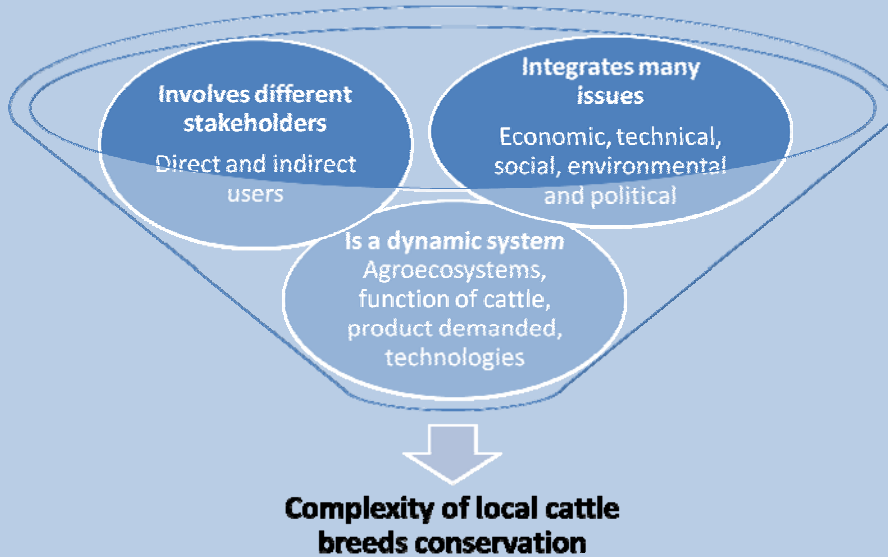 Involves different
stakeholders
Direct and indirect
users
Integrates many
issues
Economic, technical,
social, environmental
and political
Is a dynamic system
Agroecosystems,
function of cattle,
product demanded,
technologies
Complexity of local cattle
breeds conservation